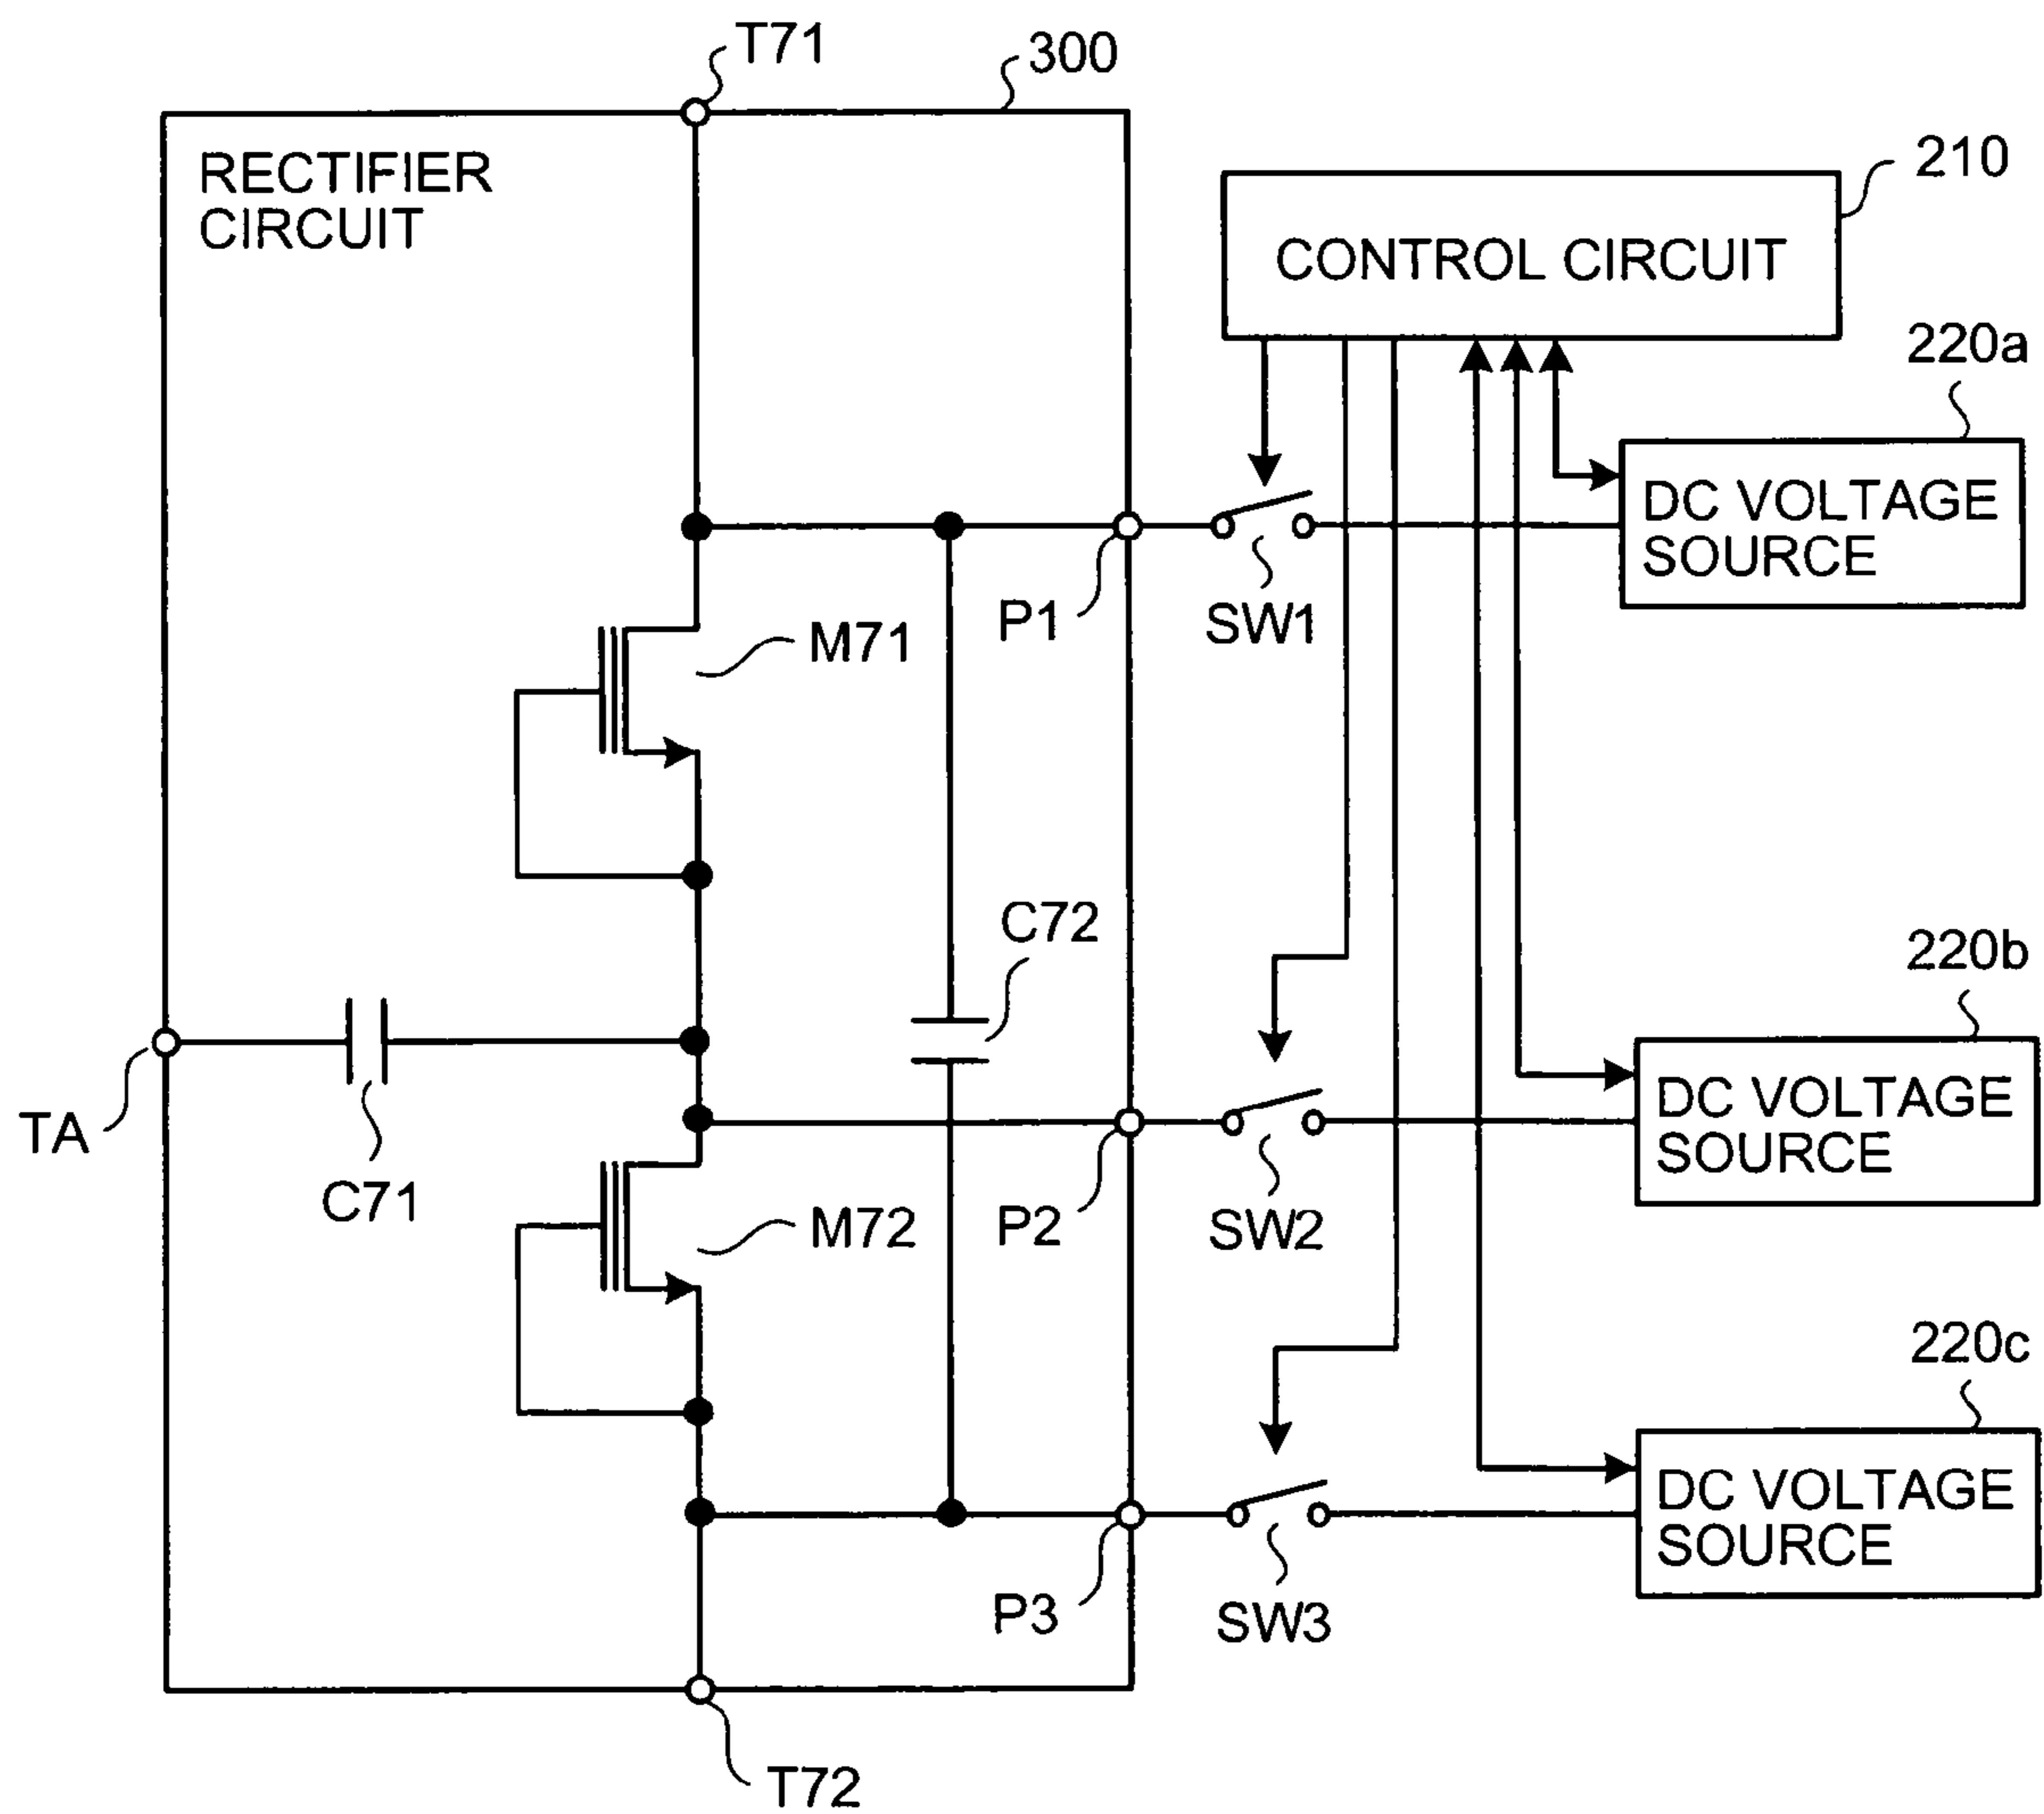 T71
300
RECTIFIER
CIRCUIT
210
CONTROL CIRCUIT
220a
DC VOLTAGE
SOURCE
P1
SW1
M71
C72
220b
DC VOLTAGE
SOURCE
TA
C71
M72
P2
SW2
220c
DC VOLTAGE
SOURCE
P3
SW3
T72